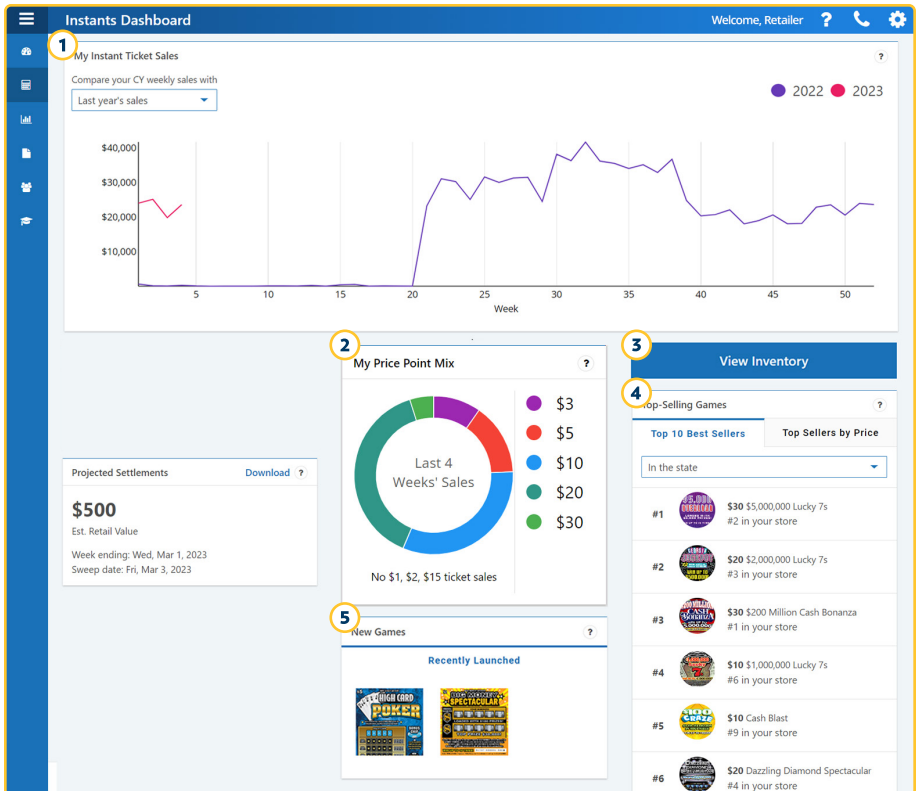 Instants Dashboard
Welcome, Retailer ?
1
My Instant Ticket Sales
?
Compare your CY weekly sales with
Last year's sales
2022 2023
$40,000
$30,000
$20,000
$10,000
5 10 15 20 25 30 35 40 45 50
Week
2
My Price Point Mix
?
$3
$5
$10
$20
$30
Last 4
Weeks' Sales
No $1, $2, $15 ticket sales
3
View Inventory
Projected Settlements
Download ?
$500
Est. Retail Value
Week ending: Wed, Mar 1, 2023
Sweep date: Fri, Mar 3, 2023
4
Top-Selling Games
?
Top 10 Best Sellers
Top Sellers by Price
In the state
#1
$30 $5,000,000 Lucky 7s
#2 in your store
#2
$20 $2,000,000 Lucky 7s
#3 in your store
#3
CASH
$30 $200 Million Cash Bonanza
#1 in your store
#4
$10 $1,000,000 Lucky 7s
#6 in your store
#5
$10 Cash Blast
#9 in your store
#6
$20 Dazzling Diamond Spectacular
#4 in your store
5
New Games
?
Recently Launched
HIGH CARD
POKER
SPECTACULAR